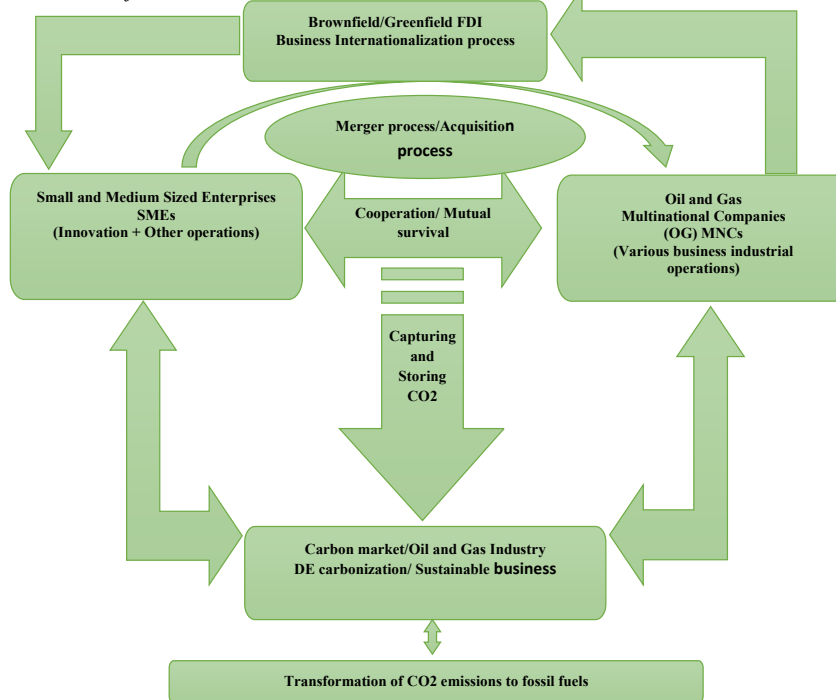 Brownfield/Greenfield FDI
Business Internationalization process
Merger process/Acquisition
process
Small and Medium Sized Enterprises
SMEs
(Innovation + Other operations)
Cooperation/ Mutual
survival
Oil and Gas
Multinational Companies
(OG) MNCs
(Various business industrial
operations)
Capturing
and
Storing
CO2
Carbon market/Oil and Gas Industry
DE carbonization/ Sustainable business
Transformation of CO2 emissions to fossil fuels